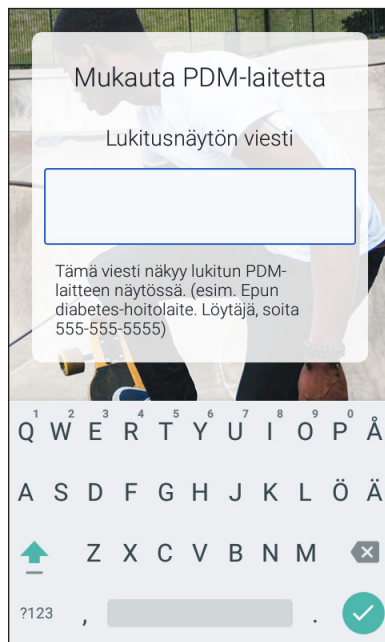 Mukauta PDM-laitetta
Lukitusnäytön viesti
Tämä viesti näkyy lukitun PDM-
laitteen näytössä. (esim. Epun
diabetes-hoitolaite. Löytäjä, soita
555-555-5555)
1 2 3 4 5 6 7 8 9 0
Q W E R T Y U I O P Å
A S D F G H J K L Ö Ä
Z X C V B N M
?123 , .